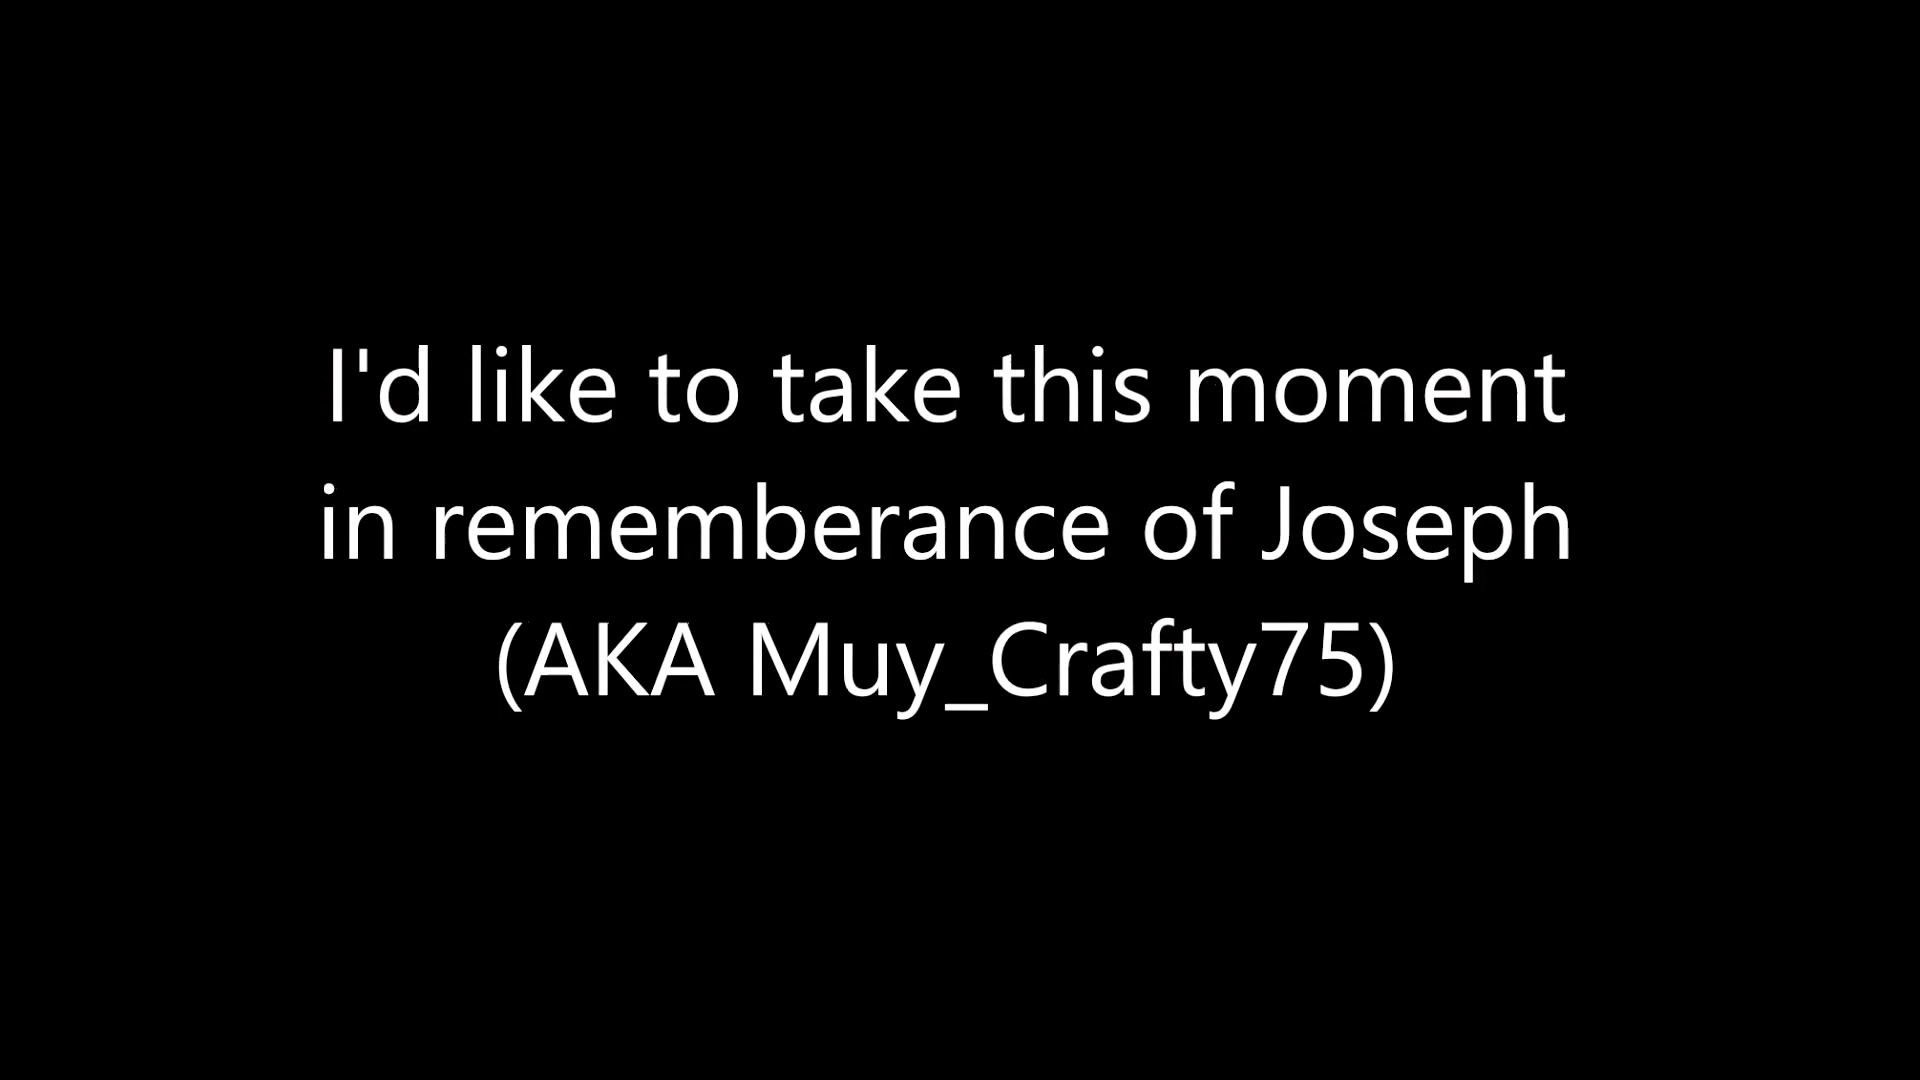 I'd like to take this moment
in rememberance of Joseph
(AKA Muy_Crafty75)